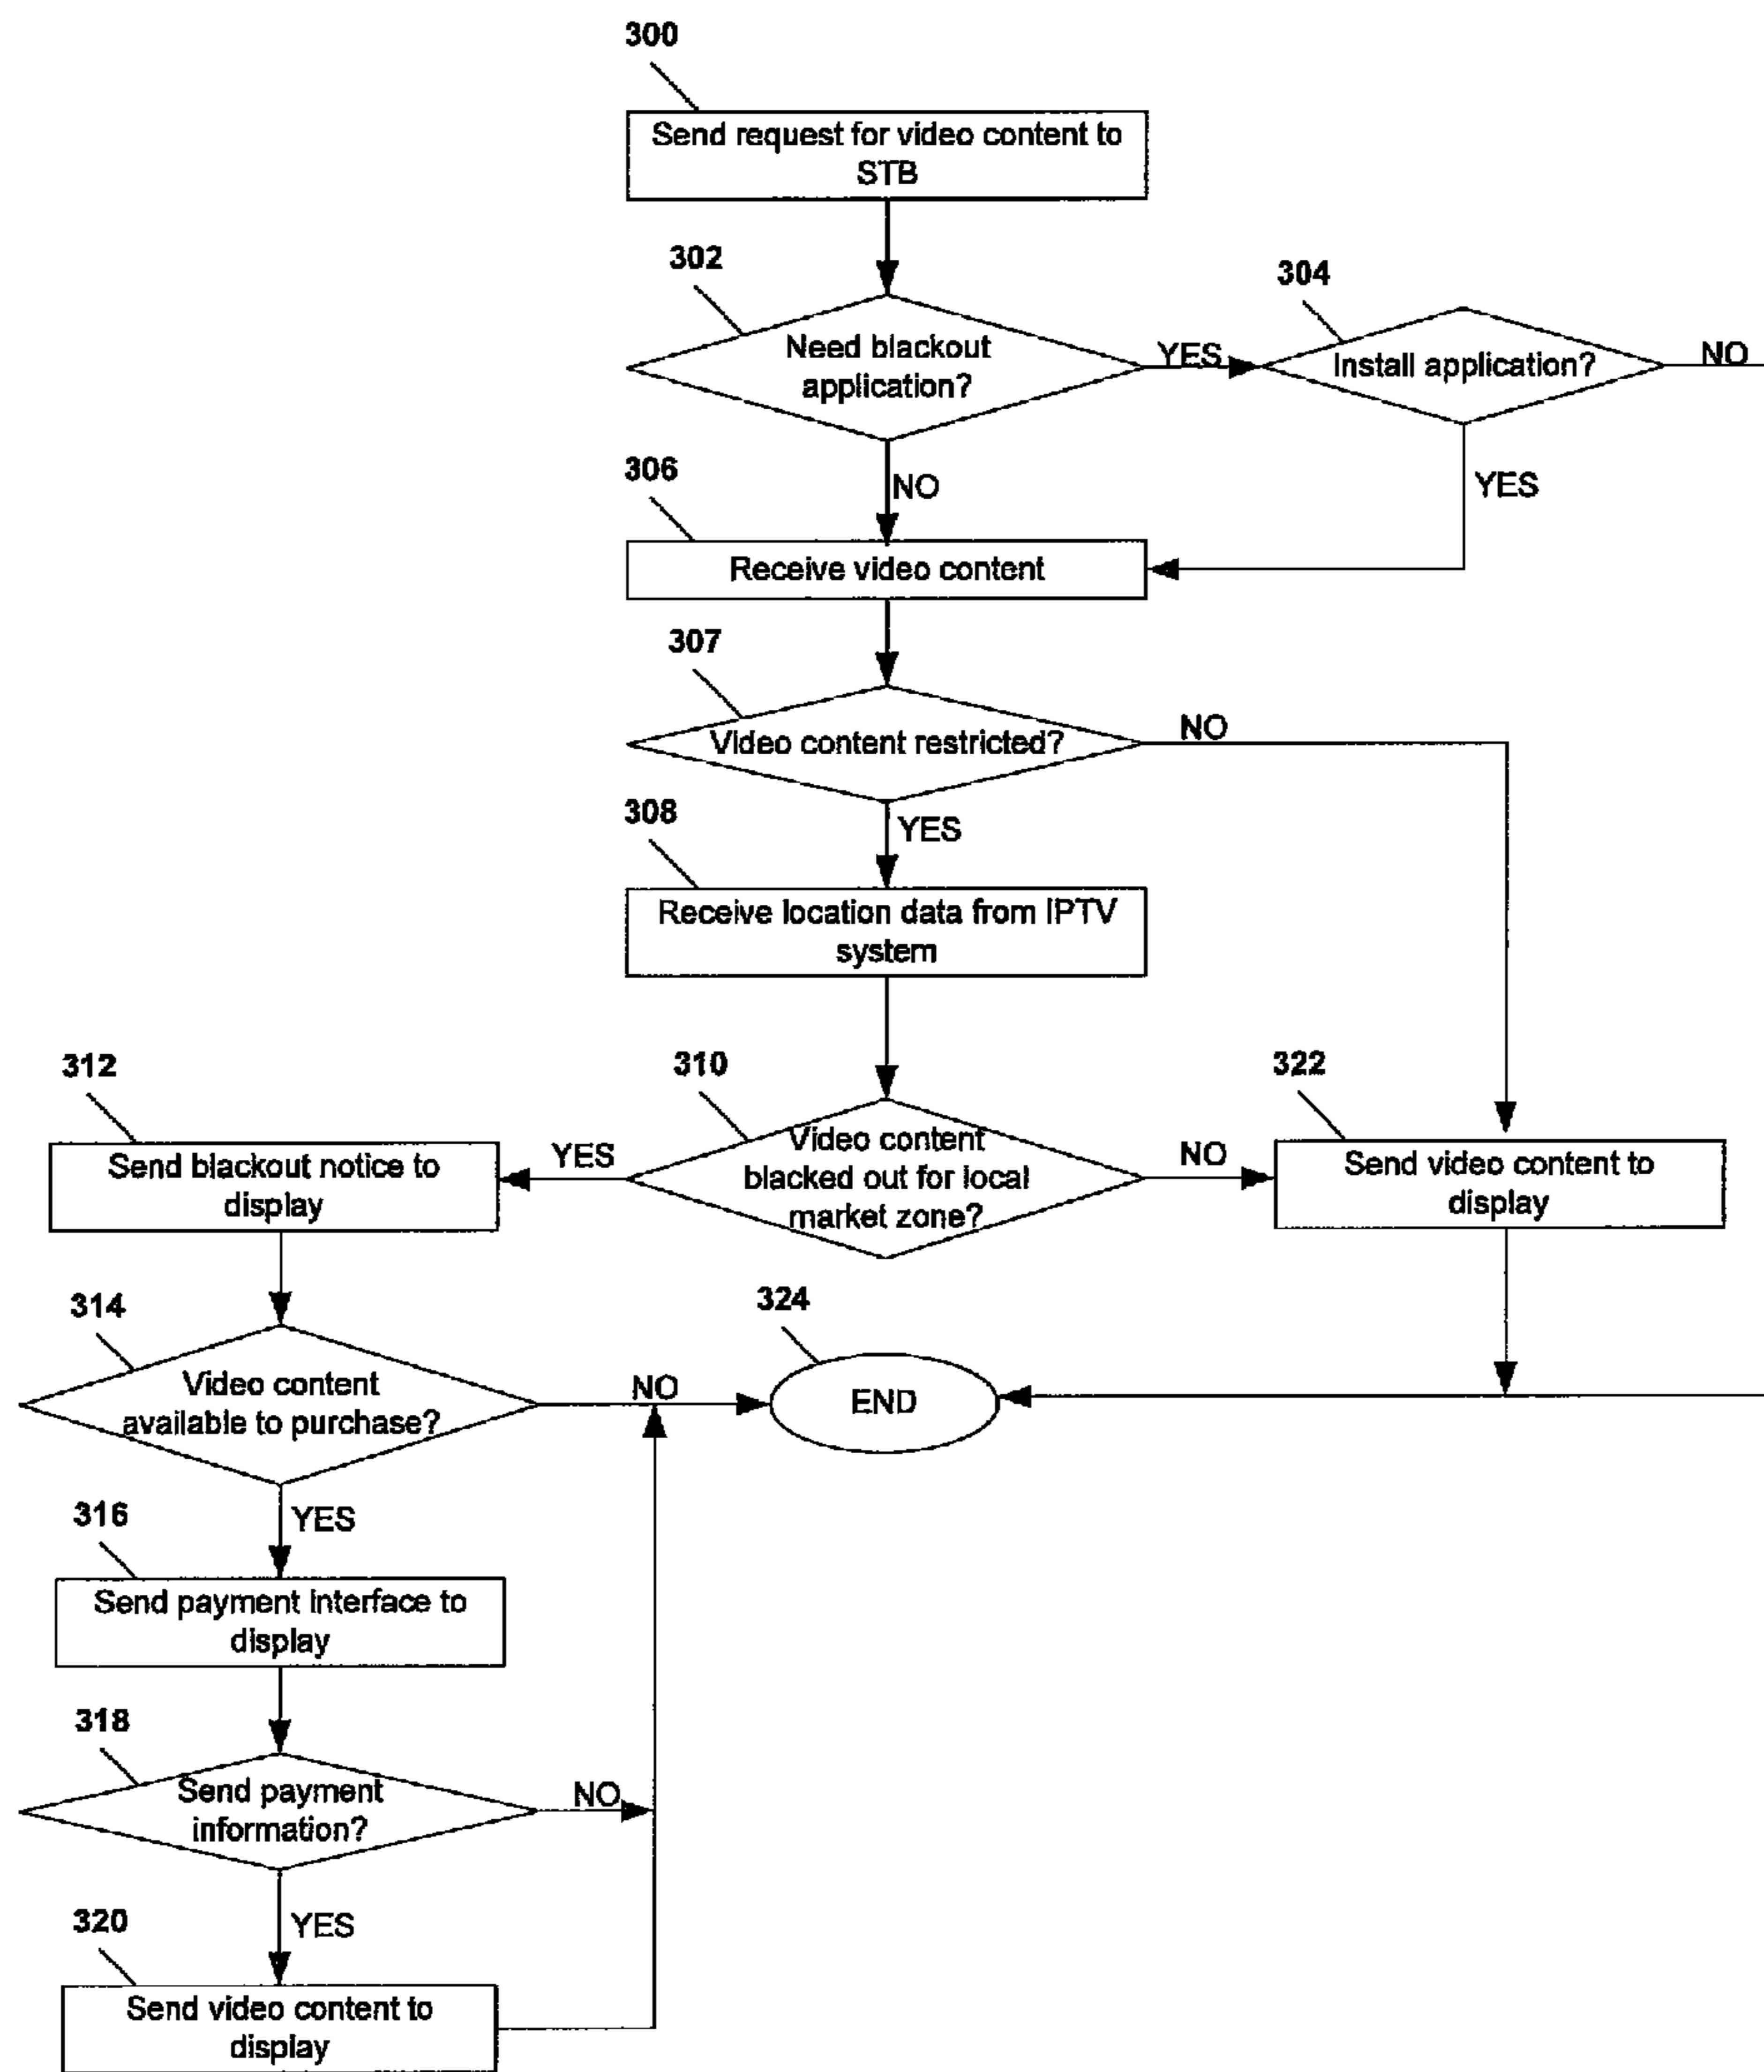 300
Send request for video content to
STB
302
Need blackout
application?
YES
304
Install application?
NO
NO
YES
306
Receive video content
307
Video content restricted?
NO
308
YES
Receive location data from IPTV
system
312
310
322
Send blackout notice to
display
YES
Video content
blacked out for local
market zone?
NO
Send video content to
display
314
324
Video content
available to purchase?
NO
END
316
YES
Send payment interface to
display
318
Send payment
information?
NO
320
YES
Send video content to
display